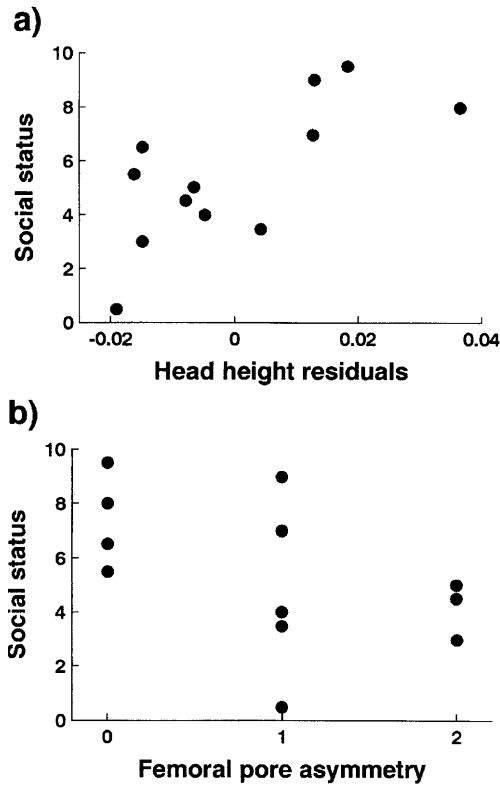 a)
10
8
6
4
2
0
Social status
-0.02 0 0.02 0.04
Head height residuals
b)
10
8
6
4
2
0
Social status
0 1 2
Femoral pore asymmetry